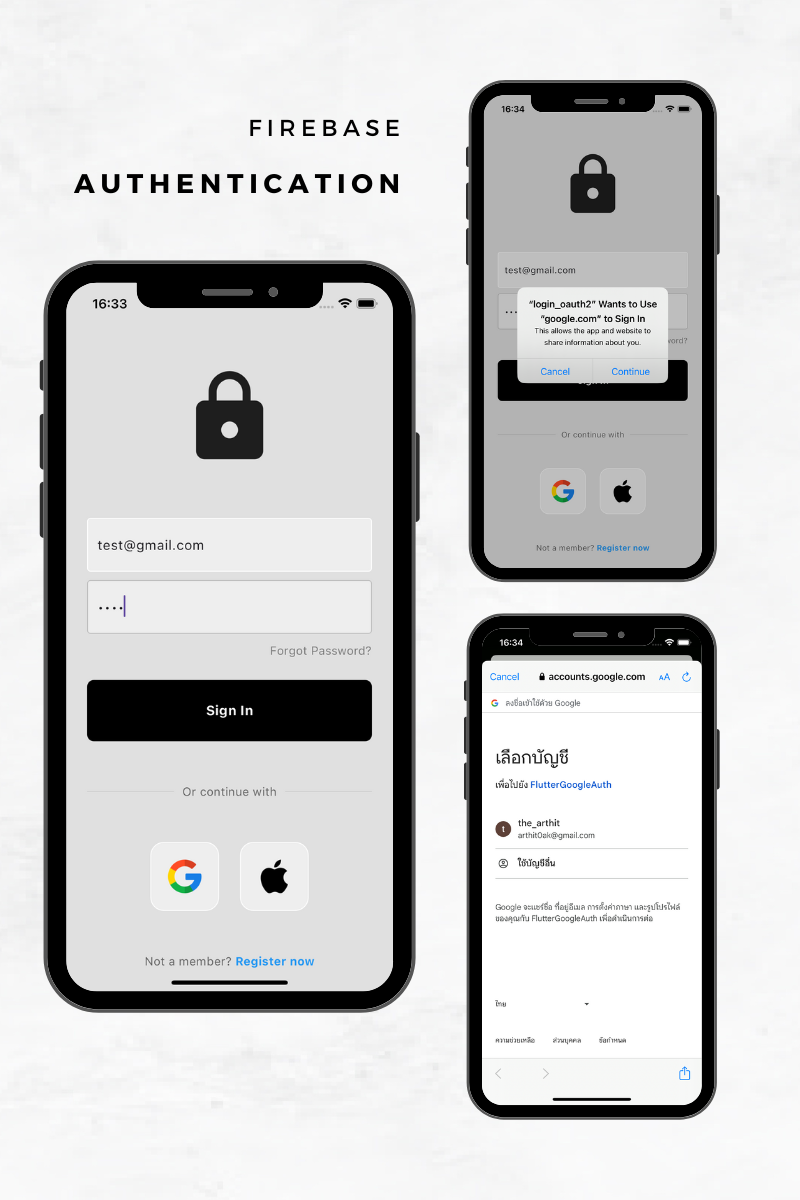 FIREBASE
AUTHENTICATION
16:33
test@gmail.com
••••
Forgot Password?
Sign In
Or continue with
Not a member? Register now
16:34
test@gmail.com
•••
word?
“login_oauth2” Wants to Use
“google.com” to Sign In
This allows the app and website to
share information about you.
Cancel Continue
Or continue with
Not a member? Register now
16:34
Cancel accounts.google.com AA
ลงชื่อเข้าใช้ด้วย Google
เลือกบัญชี
เพื่อไปยัง FlutterGoogleAuth
t the_arthit
arthit0ak@gmail.com
ใช้บัญชีอื่น
Google จะแชร์ชื่อ ที่อยู่อีเมล การตั้งค่าภาษา และรูปโปรไฟล์
ของคุณกับ FlutterGoogleAuth เพื่อดำเนินการต่อ
ไทย
ความช่วยเหลือ ส่วนบุคคล ข้อกำหนด